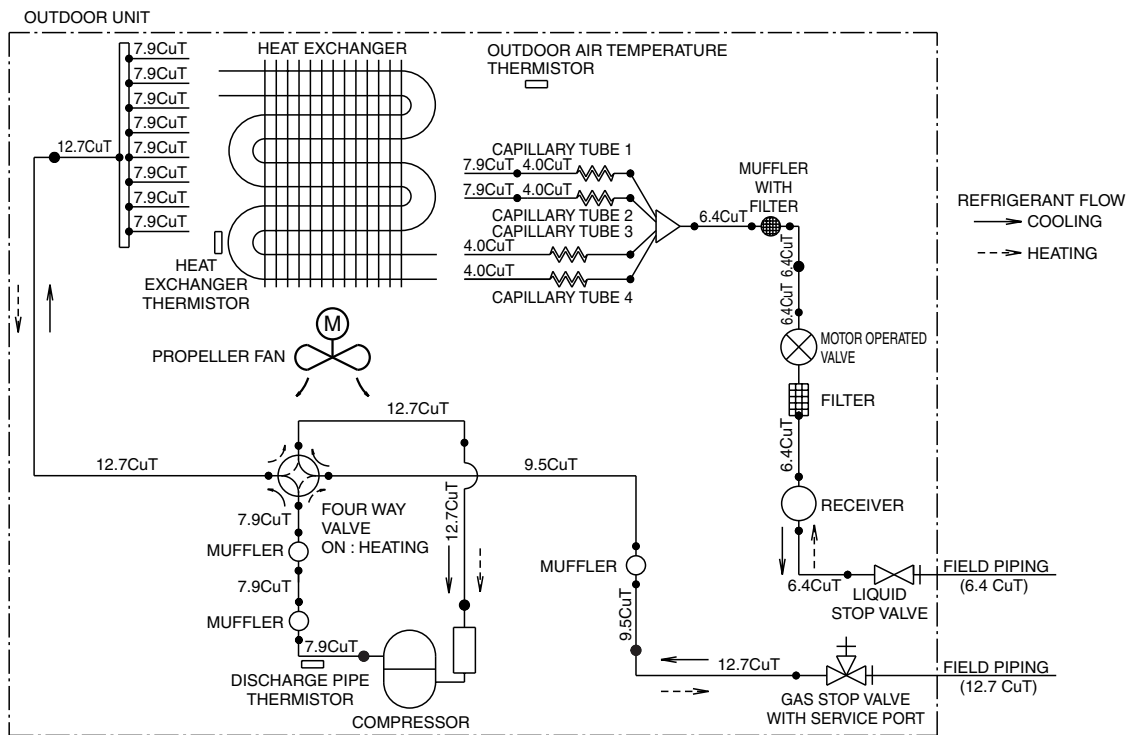 OUTDOOR UNIT
7.9CuT
7.9CuT
7.9CuT
7.9CuT
7.9CuT
7.9CuT
7.9CuT
7.9CuT
12.7CuT
HEAT EXCHANGER
HEAT
EXCHANGER
THERMISTOR
OUTDOOR AIR TEMPERATURE
THERMISTOR
CAPILLARY TUBE 1
7.9CuT 4.0CuT
7.9CuT 4.0CuT
CAPILLARY TUBE 2
CAPILLARY TUBE 3
4.0CuT
4.0CuT
CAPILLARY TUBE 4
6.4CuT
MUFFLER
WITH
FILTER
6.4CuT
6.4CuT
MOTOR OPERATED
VALVE
FILTER
6.4CuT
RECEIVER
6.4CuT
LIQUID
STOP VALVE
FIELD PIPING
(6.4 CuT)
REFRIGERANT FLOW
COOLING
HEATING
M
PROPELLER FAN
12.7CuT
12.7CuT
9.5CuT
12.7CuT
FOUR WAY
VALVE
ON : HEATING
7.9CuT
MUFFLER
7.9CuT
MUFFLER
7.9CuT
DISCHARGE PIPE
THERMISTOR
COMPRESSOR
MUFFLER
9.5CuT
12.7CuT
GAS STOP VALVE
WITH SERVICE PORT
FIELD PIPING
(12.7 CuT)